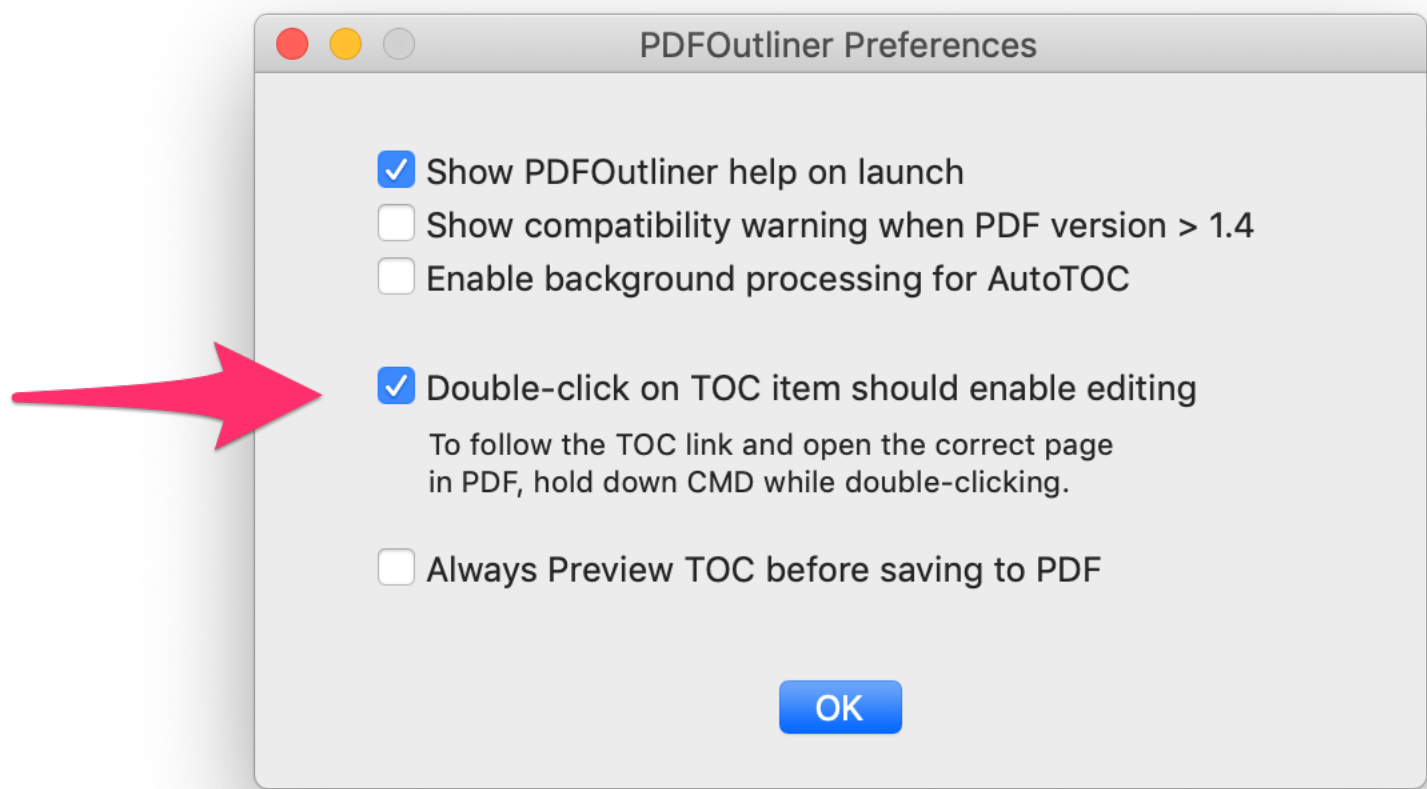 PDFOutliner Preferences
Show PDFOutliner help on launch
Show compatibility warning when PDF version > 1.4
Enable background processing for AutoTOC
Double-click on TOC item should enable editing
To follow the TOC link and open the correct page
in PDF, hold down CMD while double-clicking.
Always Preview TOC before saving to PDF
OK